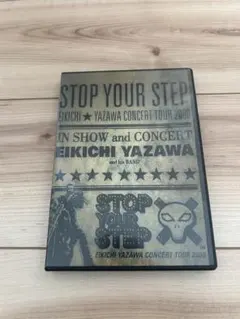 STOP YOUR STEP
EIKICHI★YAZAWA CONCERT TOUR 2000
IN SHOW and CONCERT
EIKICHI YAZAWA
and his BAND
STOP
YOUR
STEP
EIKICHI YAZAWA CONCERT TOUR 2000